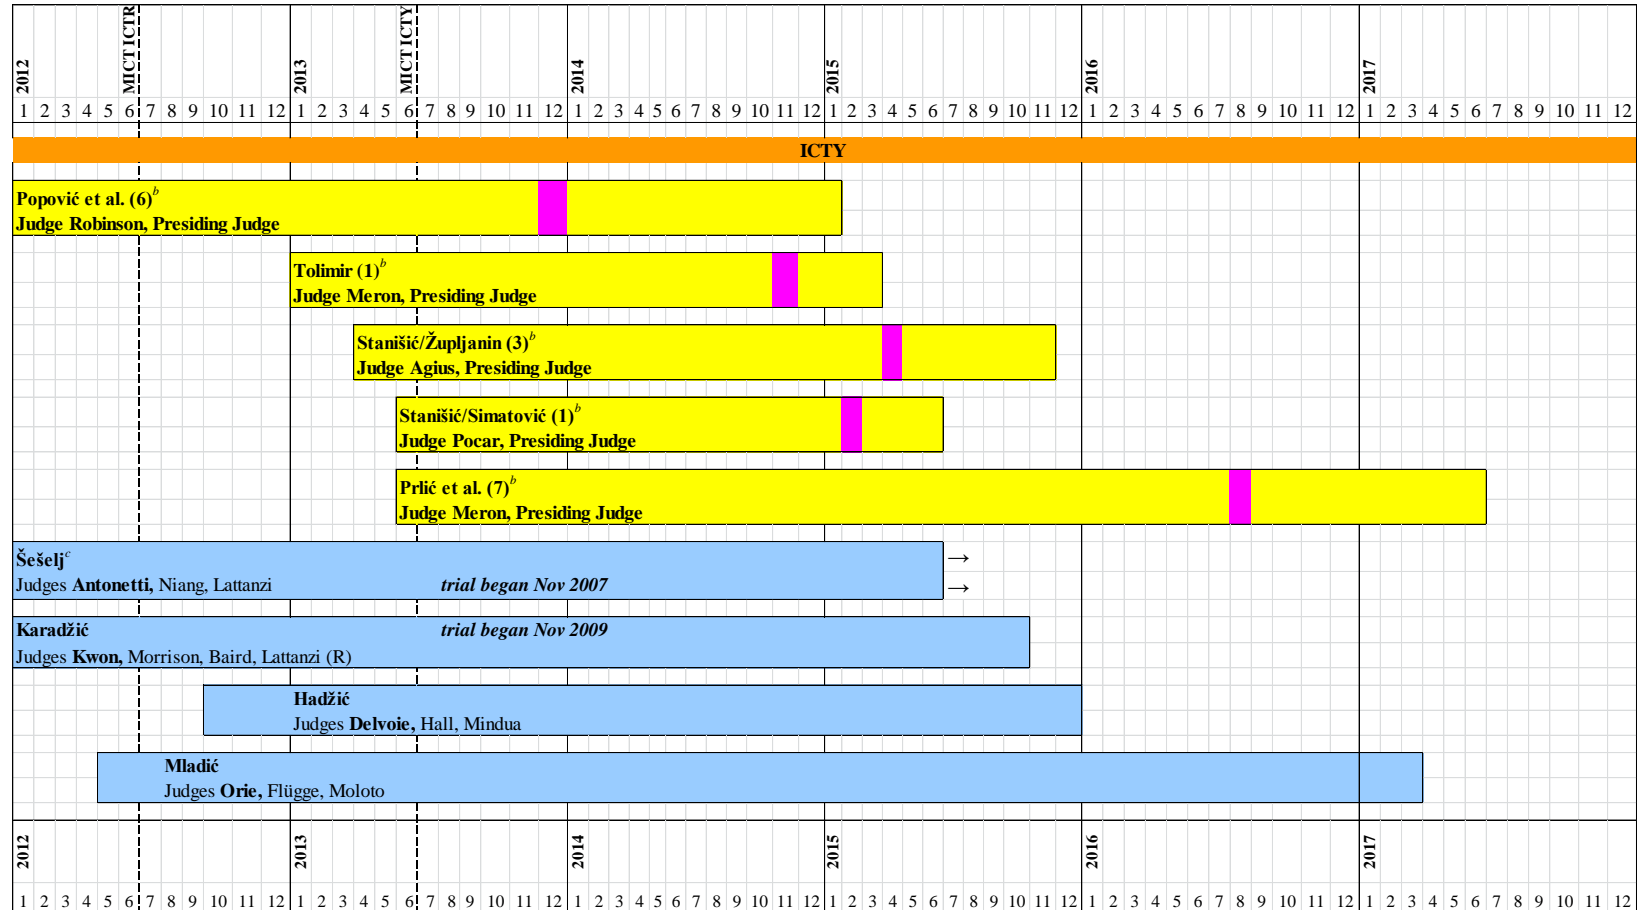 2012 MICT ICTR 2013 MICT ICTY 2014 2015 2016 2017
1 2 3 4 5 6 7 8 9 10 11 12 1 2 3 4 5 6 7 8 9 10 11 12 1 2 3 4 5 6 7 8 9 10 11 12 1 2 3 4 5 6 7 8 9 10 11 12 1 2 3 4 5 6 7 8 9 10 11 12 1 2 3 4 5 6 7 8 9 10 11 12
ICTY
Popović et al. (6)b
Judge Robinson, Presiding Judge
Tolimir (1)b
Judge Meron, Presiding Judge
Stanišić/Župljanin (3)b
Judge Agius, Presiding Judge
Stanišić/Simatović (1)b
Judge Pocar, Presiding Judge
Prlić et al. (7)b
Judge Meron, Presiding Judge
Šešeljc →
Judges Antonetti, Niang, Lattanzi trial began Nov 2007 →
Karadžić trial began Nov 2009
Judges Kwon, Morrison, Baird, Lattanzi (R)
Hadžić
Judges Delvoie, Hall, Mindua
Mladić
Judges Orie, Flügge, Moloto
2012 2013 2014 2015 2016 2017
1 2 3 4 5 6 7 8 9 10 11 12 1 2 3 4 5 6 7 8 9 10 11 12 1 2 3 4 5 6 7 8 9 10 11 12 1 2 3 4 5 6 7 8 9 10 11 12 1 2 3 4 5 6 7 8 9 10 11 12 1 2 3 4 5 6 7 8 9 10 11 12